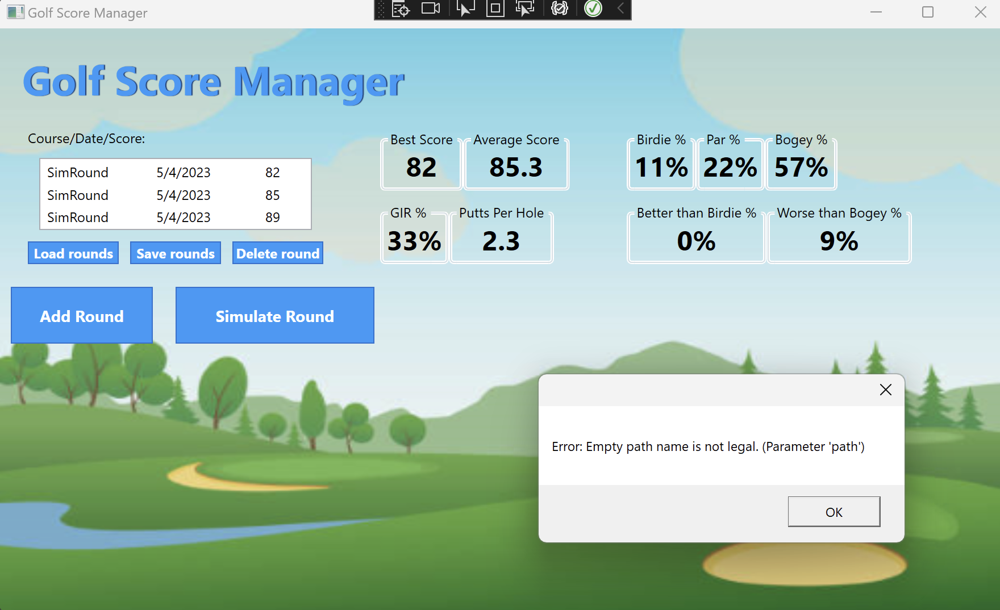 Golf Score Manager
Golf Score Manager
Course/Date/Score:
SimRound 5/4/2023 82
SimRound 5/4/2023 85
SimRound 5/4/2023 89
Load rounds Save rounds Delete round
Add Round Simulate Round
Best Score Average Score
82 85.3
GIR % Putts Per Hole
33% 2.3
Birdie % Par % Bogey %
11% 22% 57%
Better than Birdie % Worse than Bogey %
0% 9%
Error: Empty path name is not legal. (Parameter 'path')
OK